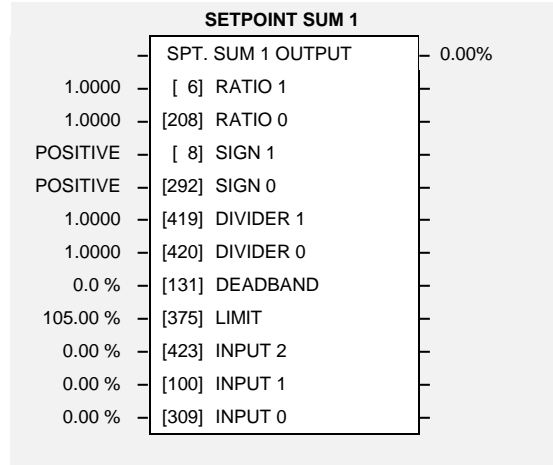 SETPOINT SUM 1
SPT. SUM 1 OUTPUT 0.00%
1.0000 [ 6] RATIO 1
1.0000 [208] RATIO 0
POSITIVE [ 8] SIGN 1
POSITIVE [292] SIGN 0
1.0000 [419] DIVIDER 1
1.0000 [420] DIVIDER 0
0.0 % [131] DEADBAND
105.00 % [375] LIMIT
0.00 % [423] INPUT 2
0.00 % [100] INPUT 1
0.00 % [309] INPUT 0